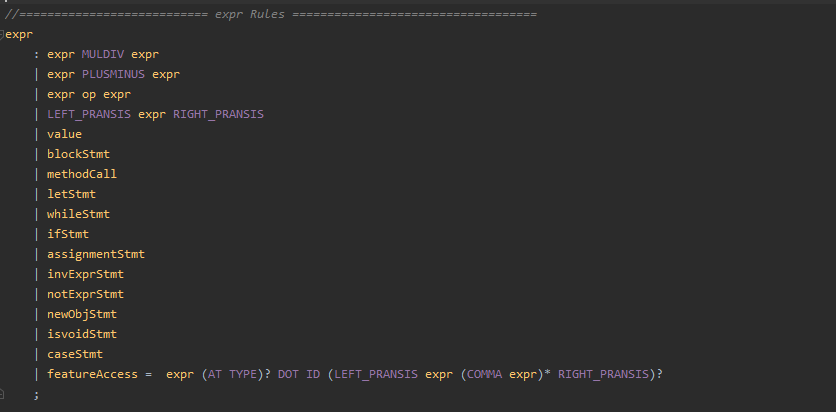 //=========================== expr Rules ===================================
expr
: expr MULDIV expr
| expr PLUSMINUS expr
| expr op expr
| LEFT_PRANSIS expr RIGHT_PRANSIS
| value
| blockStmt
| methodCall
| letStmt
| whileStmt
| ifStmt
| assignmentStmt
| invExprStmt
| notExprStmt
| newObjStmt
| isvoidStmt
| caseStmt
| featureAccess =  expr (AT TYPE)? DOT ID (LEFT_PRANSIS expr (COMMA expr)* RIGHT_PRANSIS)?
;